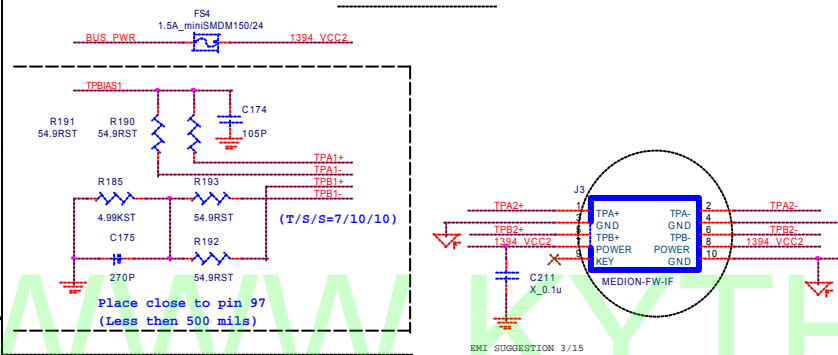 FS4
1.5A_miniSMDM150/24
BUS_PWR
1394_VCC2
TPBIAS1
C174
105P
R191
54.9RST
R190
54.9RST
TPA1+
TPA1-
TPB1+
TPB1-
R185
4.99KST
R193
54.9RST
(T/S/S=7/10/10)
C175
270P
R192
54.9RST
Place close to pin 97
(Less then 500 mils)
J3
TPA2+
1
TPA+
TPA-
2
TPA2-
3
GND
GND
4
TPB2+
5
TPB+
TPB-
6
TPB2-
1394_VCC2
7
POWER
POWER
8
1394_VCC2
9
KEY
GND
10
MEDION-FW-IF
C211
X_0.1u
EMI SUGGESTION 3/15
WWW KYTH